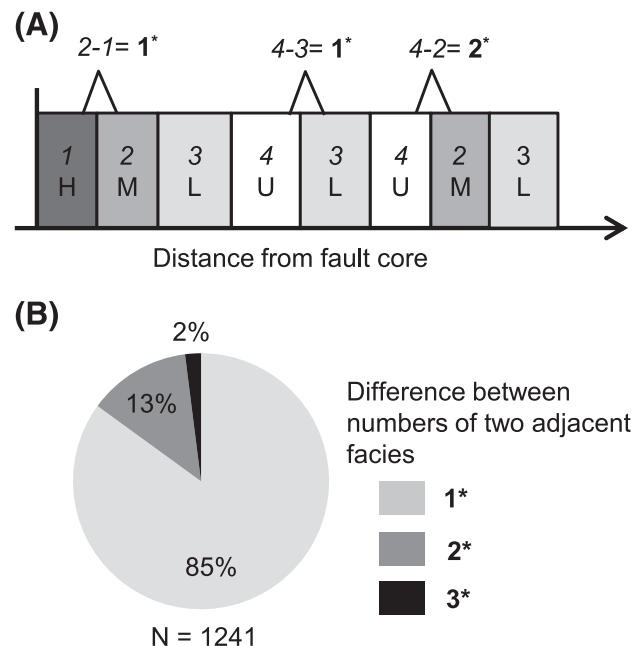 (A)
2-1= 1* 4-3= 1* 4-2= 2*
1 2 3 4 3 4 2 3
H M L U L U M L
Distance from fault core
(B)
2%
13%
85%
N = 1241
Difference between
numbers of two adjacent
facies
1*
2*
3*